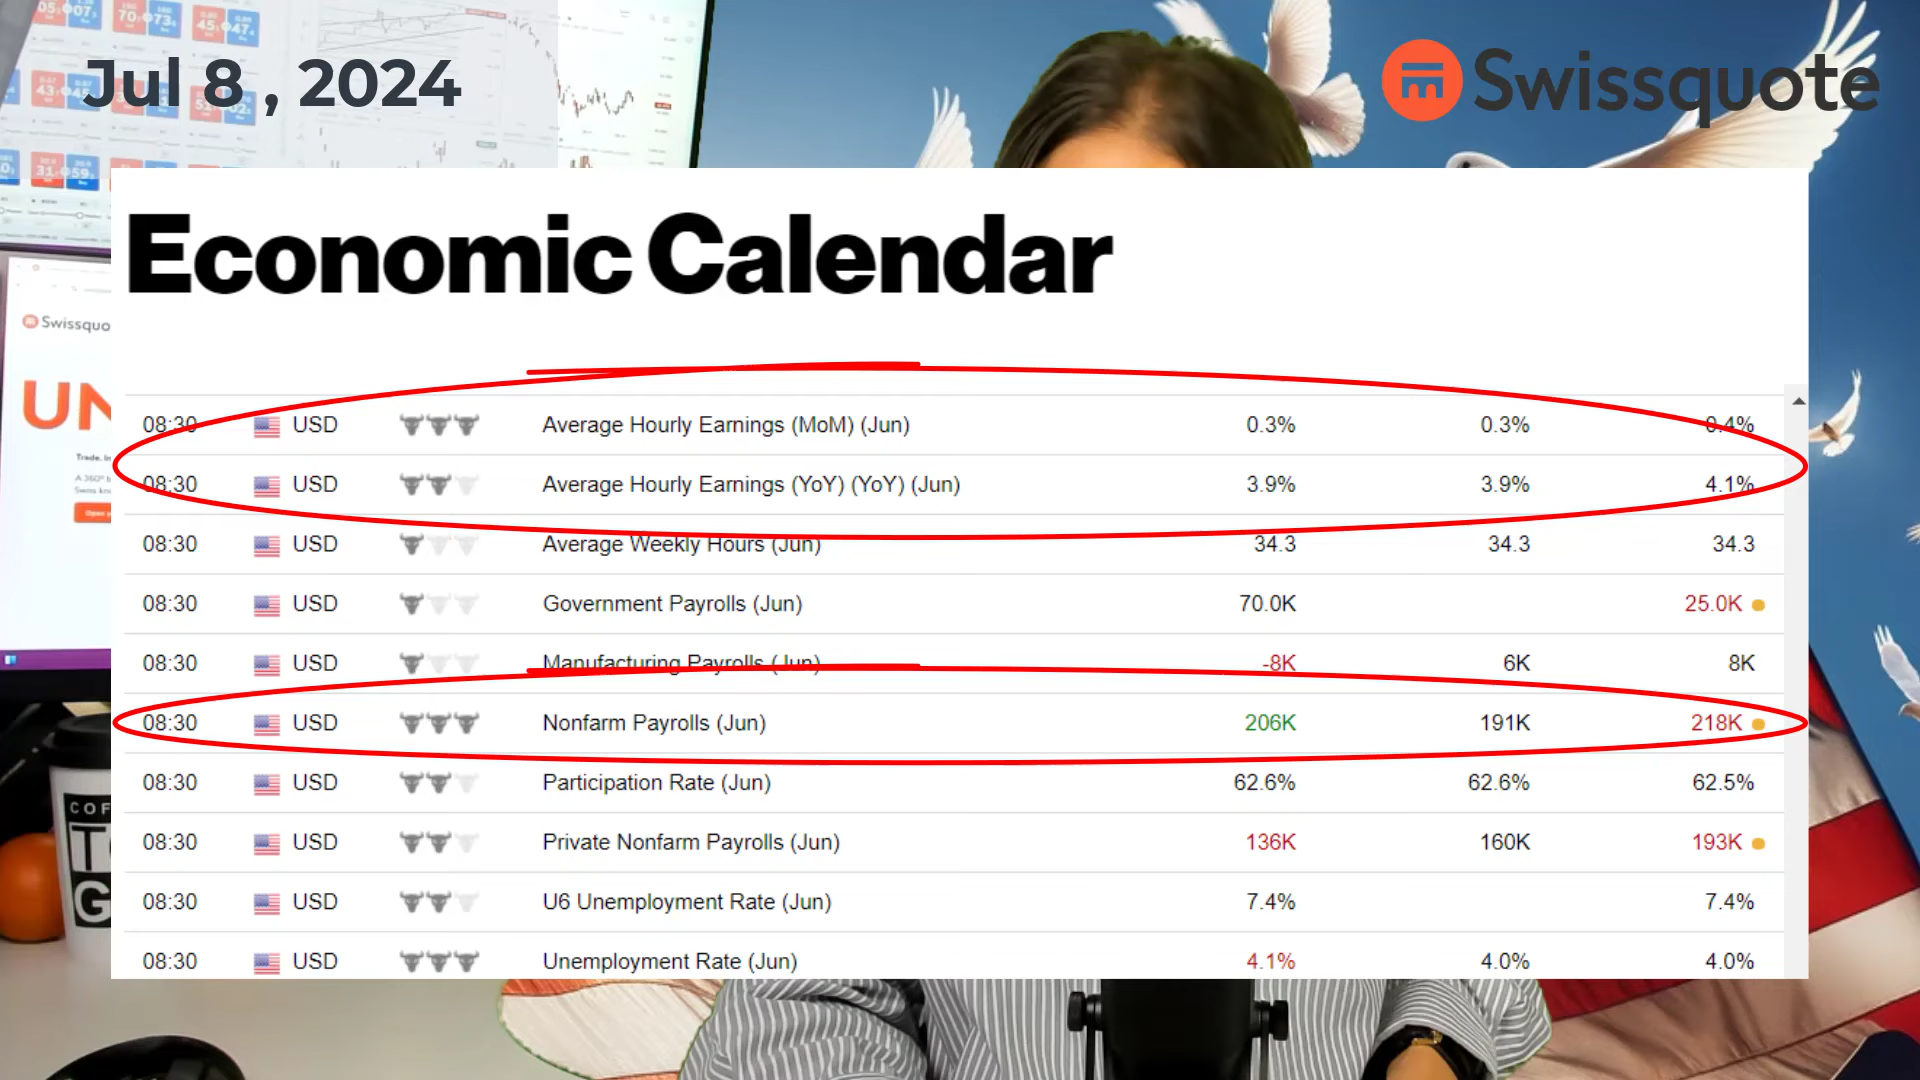 Jul 8 , 2024
Swissquote
Economic Calendar
08:30 USD Average Hourly Earnings (MoM) (Jun) 0.3% 0.3% 0.4%
08:30 USD Average Hourly Earnings (YoY) (YoY) (Jun) 3.9% 3.9% 4.1%
08:30 USD Average Weekly Hours (Jun) 34.3 34.3 34.3
08:30 USD Government Payrolls (Jun) 70.0K 25.0K
08:30 USD Manufacturing Payrolls (Jun) -8K 6K 8K
08:30 USD Nonfarm Payrolls (Jun) 206K 191K 218K
08:30 USD Participation Rate (Jun) 62.6% 62.6% 62.5%
08:30 USD Private Nonfarm Payrolls (Jun) 136K 160K 193K
08:30 USD U6 Unemployment Rate (Jun) 7.4% 7.4%
08:30 USD Unemployment Rate (Jun) 4.1% 4.0% 4.0%